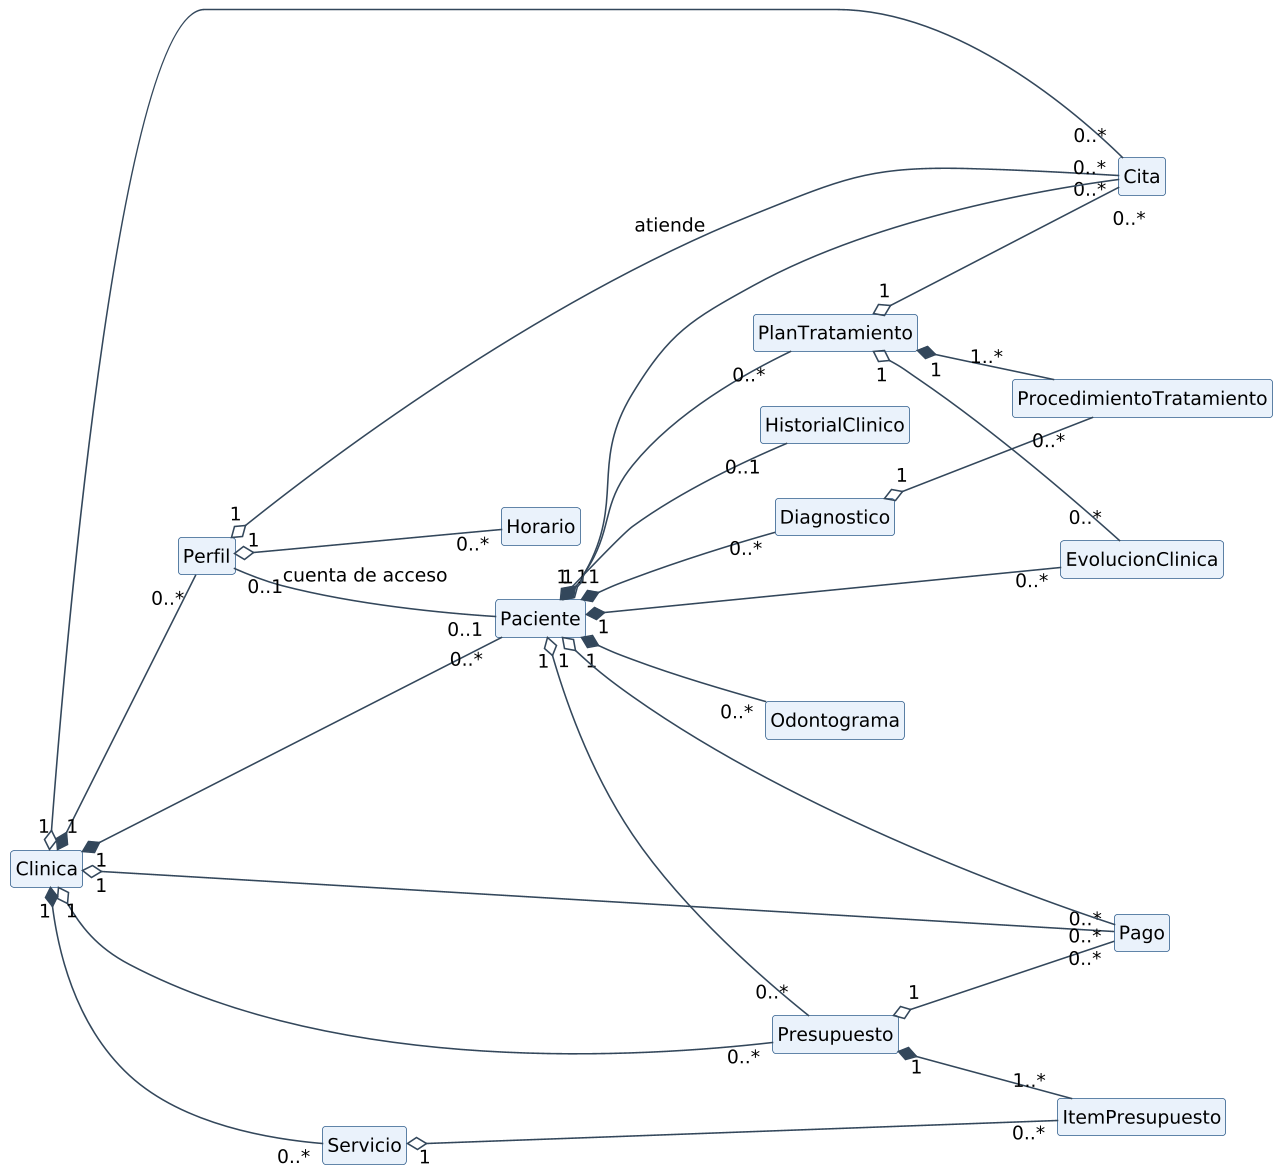 0..*
0..*
Cita
0..*
0..*
atiende
1
PlanTratamiento
1..*
1
0..*
1
ProcedimientoTratamiento
HistorialClinico
0..*
0..1
1
1
Diagnostico
0..*
Horario
1
0..*
0..*
Perfil
EvolucionClinica
cuenta de acceso
1
1
1
1
0..*
0..1
0..*
Paciente
0..1
1
0..*
1
1
1
0..*
Odontograma
1
1
Clinica
1
1
1
1
0..*
Pago
0..*
0..*
0..*
1
Presupuesto
0..*
1
1..*
ItemPresupuesto
0..*
Servicio
0..*
1